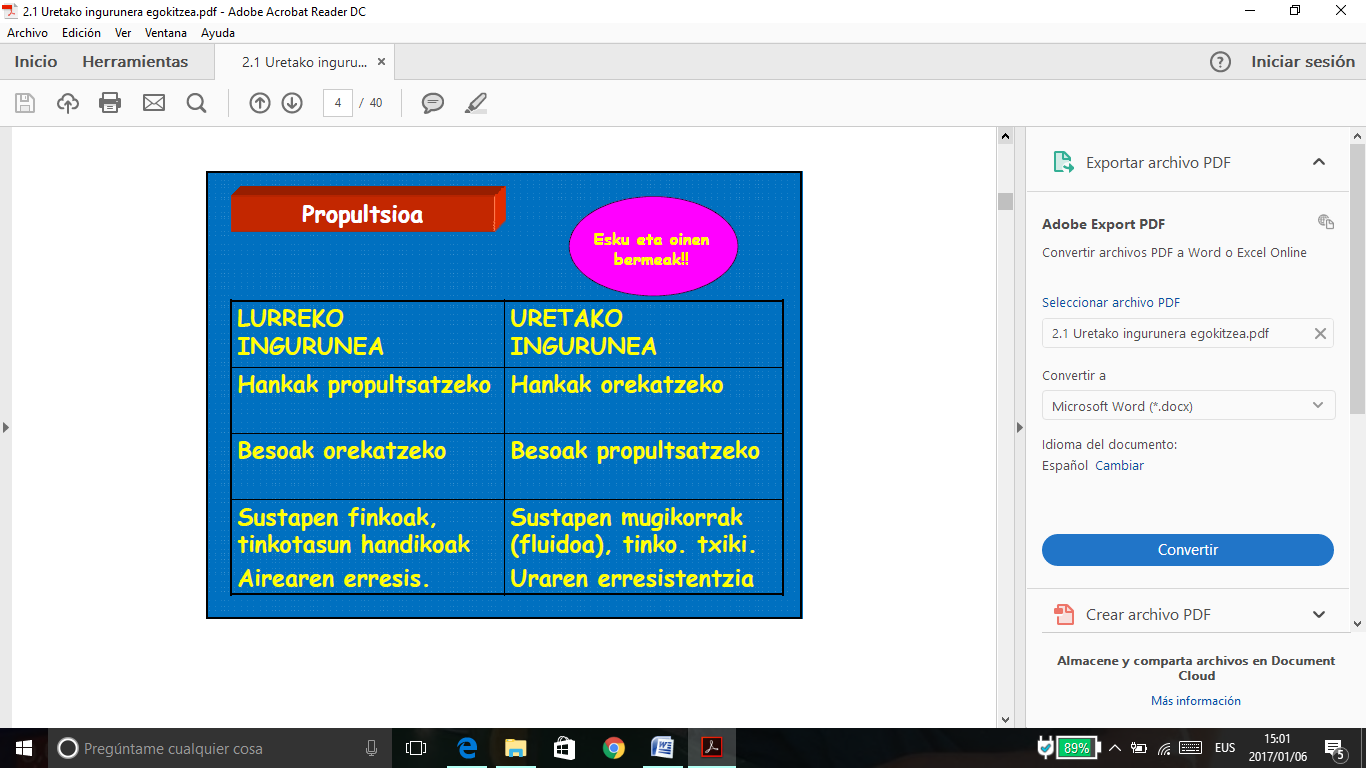 2.1 Uretako ingurunera egokitzea.pdf - Adobe Acrobat Reader DC
Archivo Edición Ver Ventana Ayuda
Inicio Herramientas 2.1 Uretako inguru... × ? Iniciar sesión
4 / 40
Propultsioa
Esku eta oinen
bermeak!!
LURREKO
INGURUNEA
URETAKO
INGURUNEA
Hankak propultsatzeko
Hankak orekatzeko
Besoak orekatzeko
Besoak propultsatzeko
Sustapen finkoak,
tinkotasun handikoak
Airearen erresis.
Sustapen mugikorrak
(fluidoa), tinko. txiki.
Uraren erresistentzia
Exportar archivo PDF
Adobe Export PDF
Convertir archivos PDF a Word o Excel Online
Seleccionar archivo PDF
2.1 Uretako ingurunera egokitzea.pdf
Convertir a
Microsoft Word (*.docx)
Idioma del documento:
Español Cambiar
Convertir
Crear archivo PDF
Almacene y comparta archivos en Document
Cloud
Más información
Pregúntame cualquier cosa
89%
EUS
15:01
2017/01/06
5